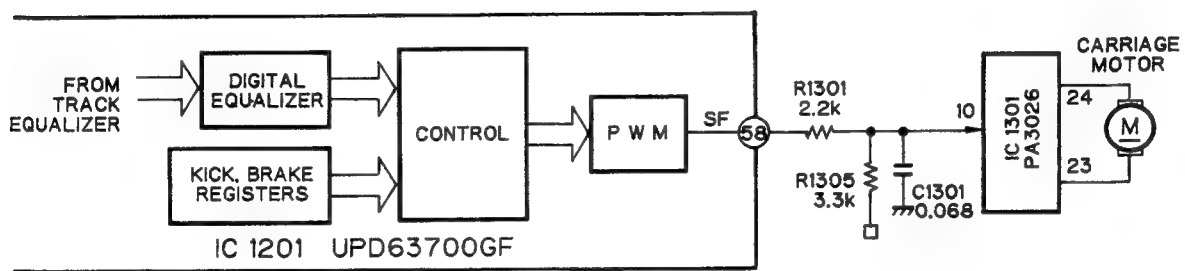 FROM
TRACK
EQUALIZER
DIGITAL
EQUALIZER
KICK. BRAKE
REGISTERS
CONTROL
P W M
SF
58
IC 1201 UPD63700GF
R1301
2.2k
R1305
3.3k
C1301
0.068
10
IC 1301
PA3026
24
23
CARRIAGE
MOTOR
M